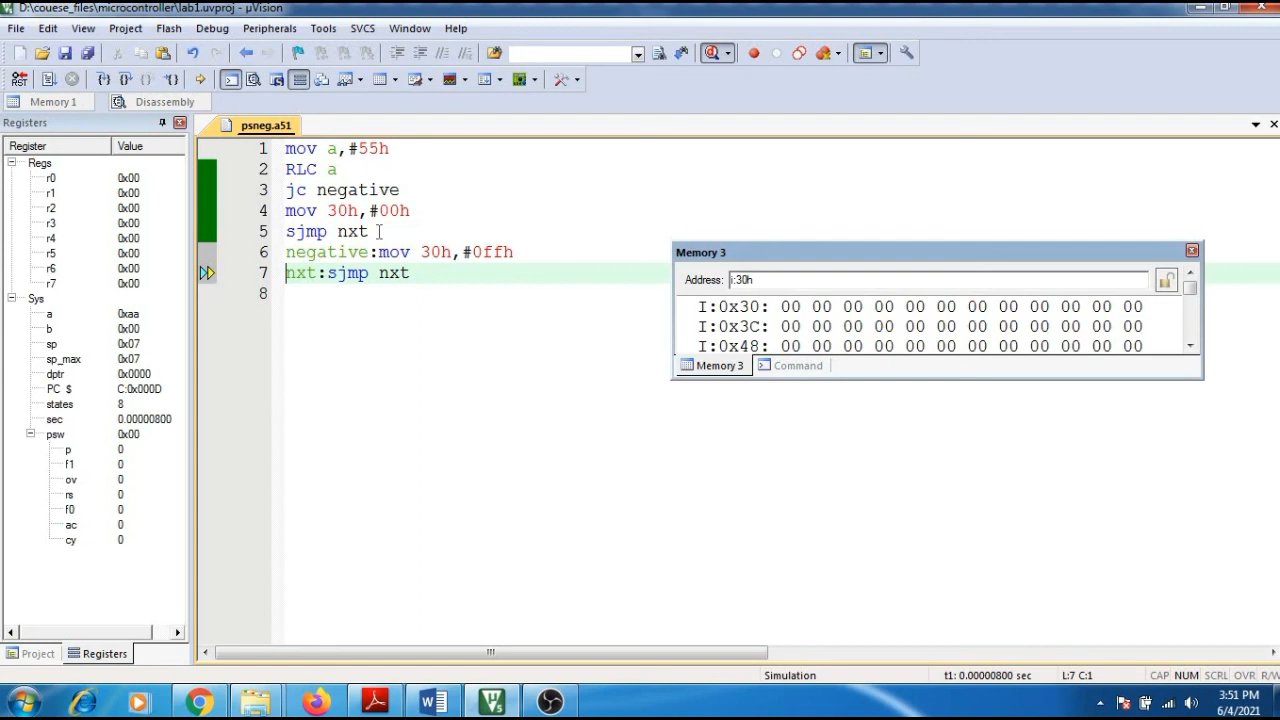 D:\couese_files\microcontroller\lab1.uvproj - µVision
File Edit View Project Flash Debug Peripherals Tools SVCS Window Help
RST
Memory 1 Disassembly
Registers
Register Value
Regs
r0 0x00
r1 0x00
r2 0x00
r3 0x00
r4 0x00
r5 0x00
r6 0x00
r7 0x00
Sys
a 0xaa
b 0x00
sp 0x07
sp_max 0x07
dptr 0x0000
PC $ C:0x000D
states 8
sec 0.00000800
psw 0x00
p 0
f1 0
ov 0
rs 0
f0 0
ac 0
cy 0
Project Registers
psneg.a51
1 mov a,#55h
2 RLC a
3 jc negative
4 mov 30h,#00h
5 sjmp nxt
6 negative:mov 30h,#0ffh
7 nxt:sjmp nxt
8
Memory 3
Address: i:30h
I:0x30: 00 00 00 00 00 00 00 00 00 00 00 00
I:0x3C: 00 00 00 00 00 00 00 00 00 00 00 00
I:0x48: 00 00 00 00 00 00 00 00 00 00 00 00
Memory 3 Command
Simulation t1: 0.00000800 sec L:7 C:1 CAP NUM SCRL OVR R/W
3:51 PM
6/4/2021